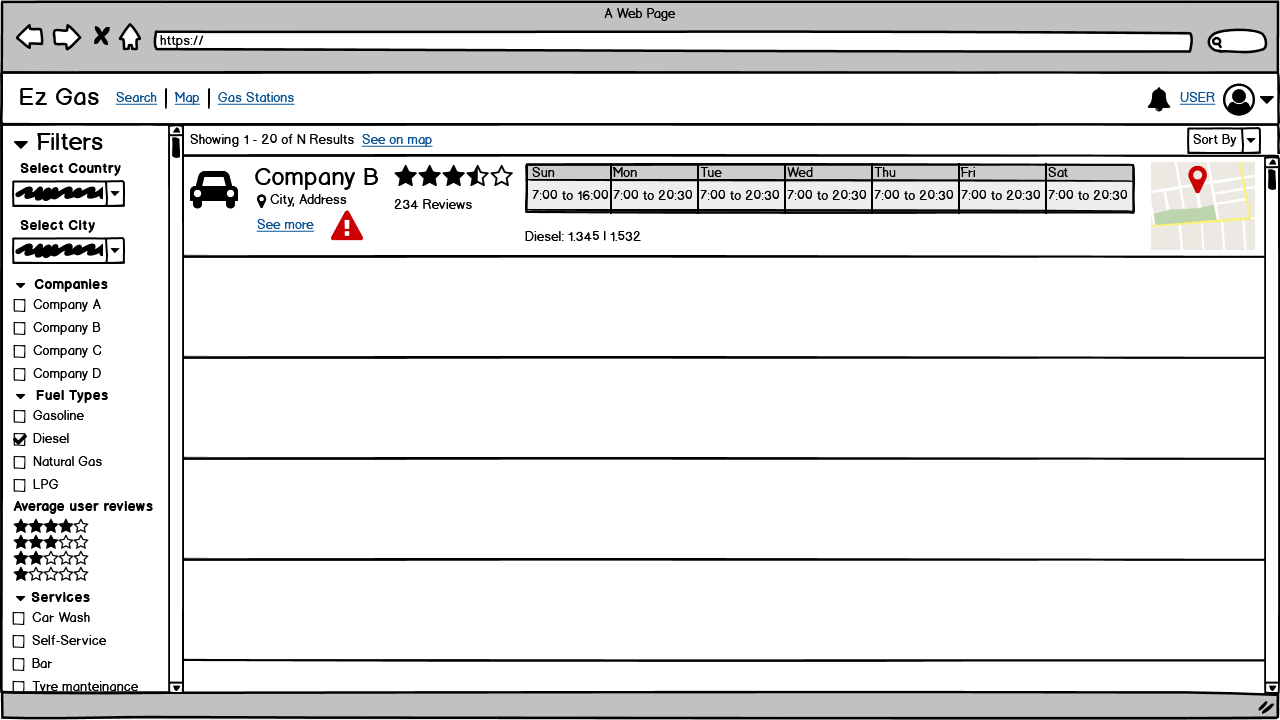 A Web Page
https://
Ez Gas Search Map Gas Stations USER
Filters
Select Country
Select City
Companies
Company A
Company B
Company C
Company D
Fuel Types
Gasoline
Diesel
Natural Gas
LPG
Average user reviews
Services
Car Wash
Self-Service
Bar
Tyre manteinance
Showing 1 - 20 of N Results See on map Sort By
Company B
City, Address
See more
234 Reviews
Sun Mon Tue Wed Thu Fri Sat
7:00 to 16:00 7:00 to 20:30 7:00 to 20:30 7:00 to 20:30 7:00 to 20:30 7:00 to 20:30 7:00 to 20:30
Diesel: 1.345 | 1.532